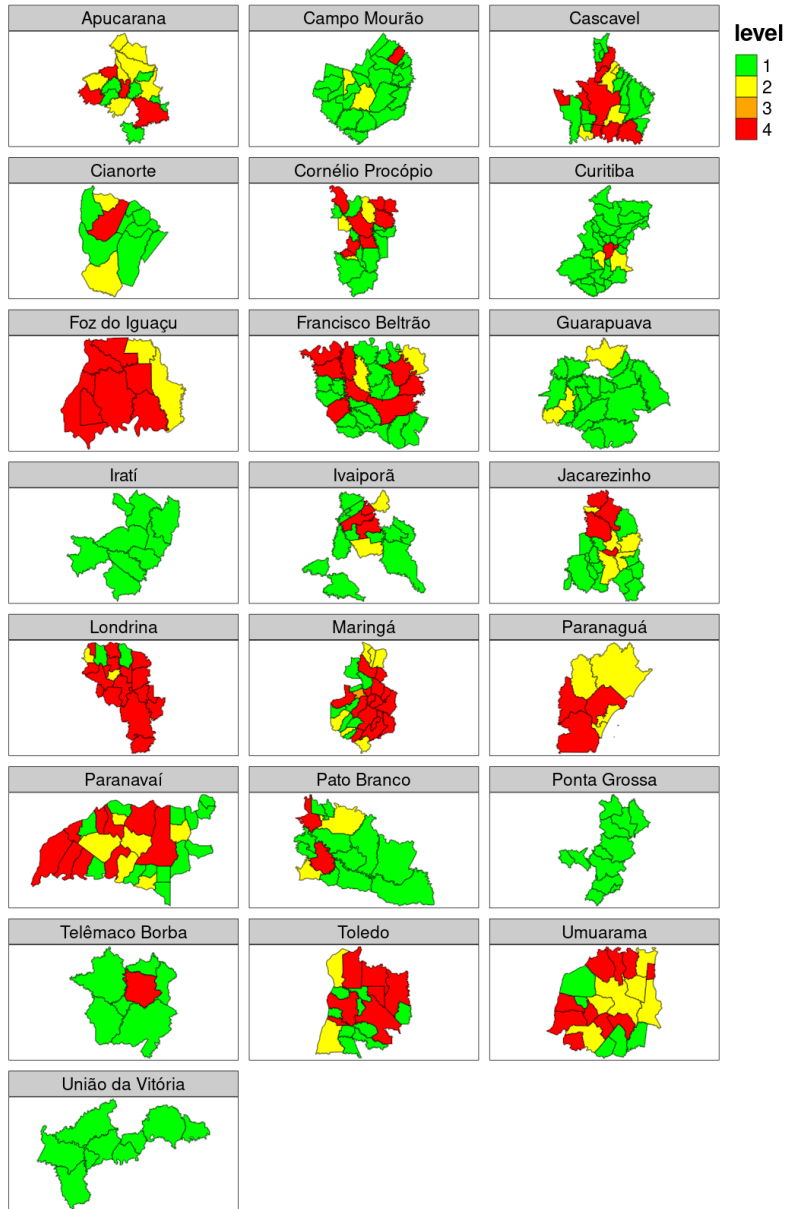 Apucarana
Campo Mourão
Cascavel
level
1
2
3
4
Cianorte
Cornélio Procópio
Curitiba
Foz do Iguaçu
Francisco Beltrão
Guarapuava
Iratí
Ivaiporã
Jacarezinho
Londrina
Maringá
Paranaguá
Paranavaí
Pato Branco
Ponta Grossa
Telêmaco Borba
Toledo
Umuarama
União da Vitória